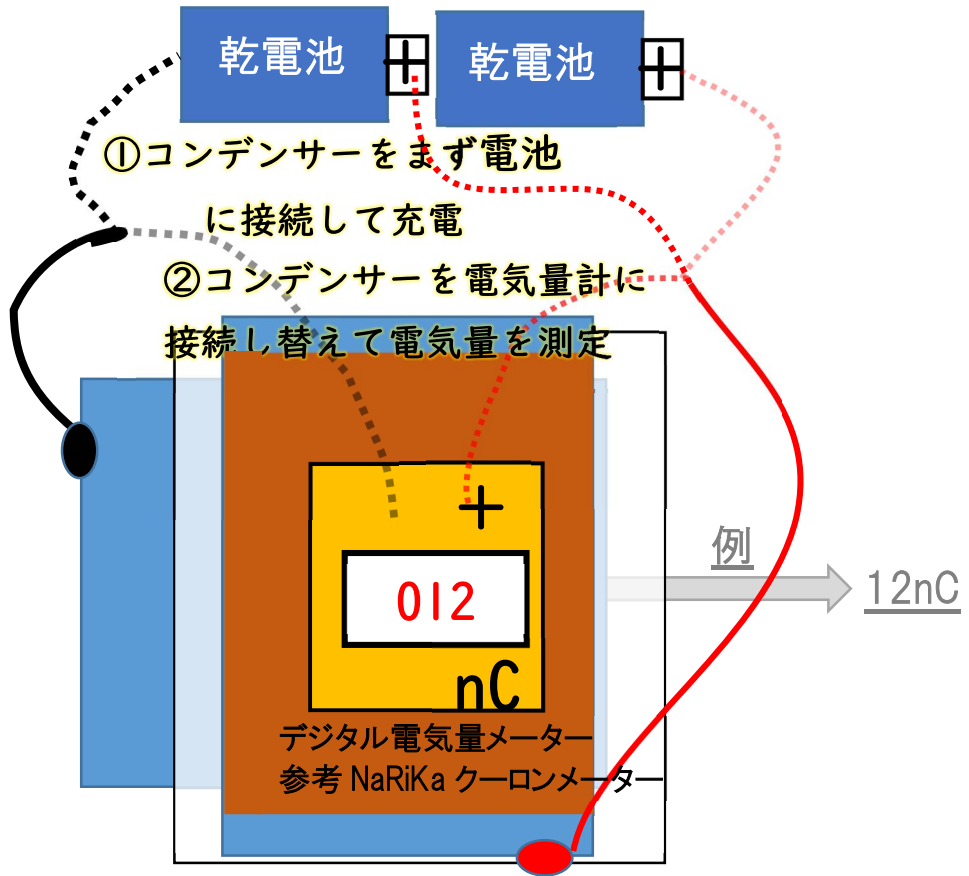 乾電池
+
乾電池
+
①コンデンサーをまず電池
に接続して充電
②コンデンサーを電気量計に
接続し替えて電気量を測定
+
012
nC
デジタル電気量メーター
参考 NaRiKa クーロンメーター
例
12nC